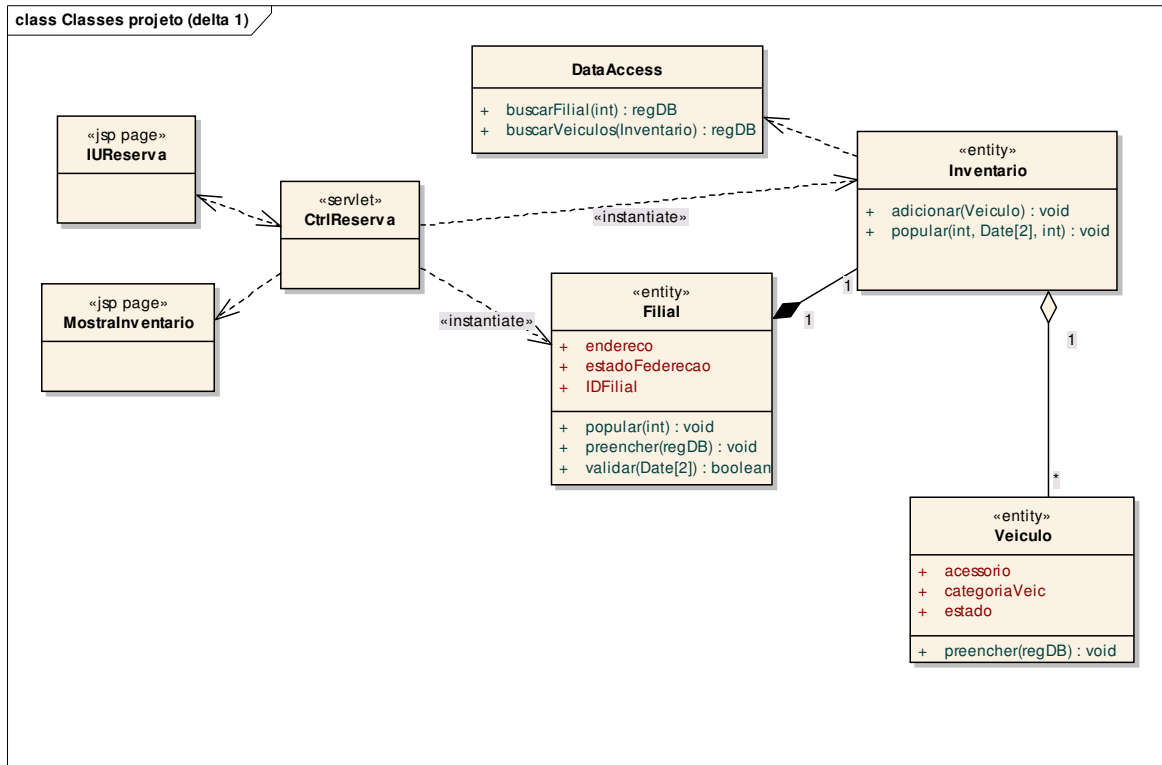 class Classes projeto (delta 1)
DataAccess
+ buscarFilial(int) : regDB
+ buscarVeiculos(Inventario) : regDB
«jsp page»
IUReserva
«servlet»
CtrlReserva
«jsp page»
MostraInventario
«instantiate»
«instantiate»
«entity»
Inventario
+ adicionar(Veiculo) : void
+ popular(int, Date[2], int) : void
«entity»
Filial
+ endereco
+ estadoFederecao
+ IDFilial
+ popular(int) : void
+ preencher(regDB) : void
+ validar(Date[2]) : boolean
1
1
1
*
«entity»
Veiculo
+ acessorio
+ categoriaVeic
+ estado
+ preencher(regDB) : void